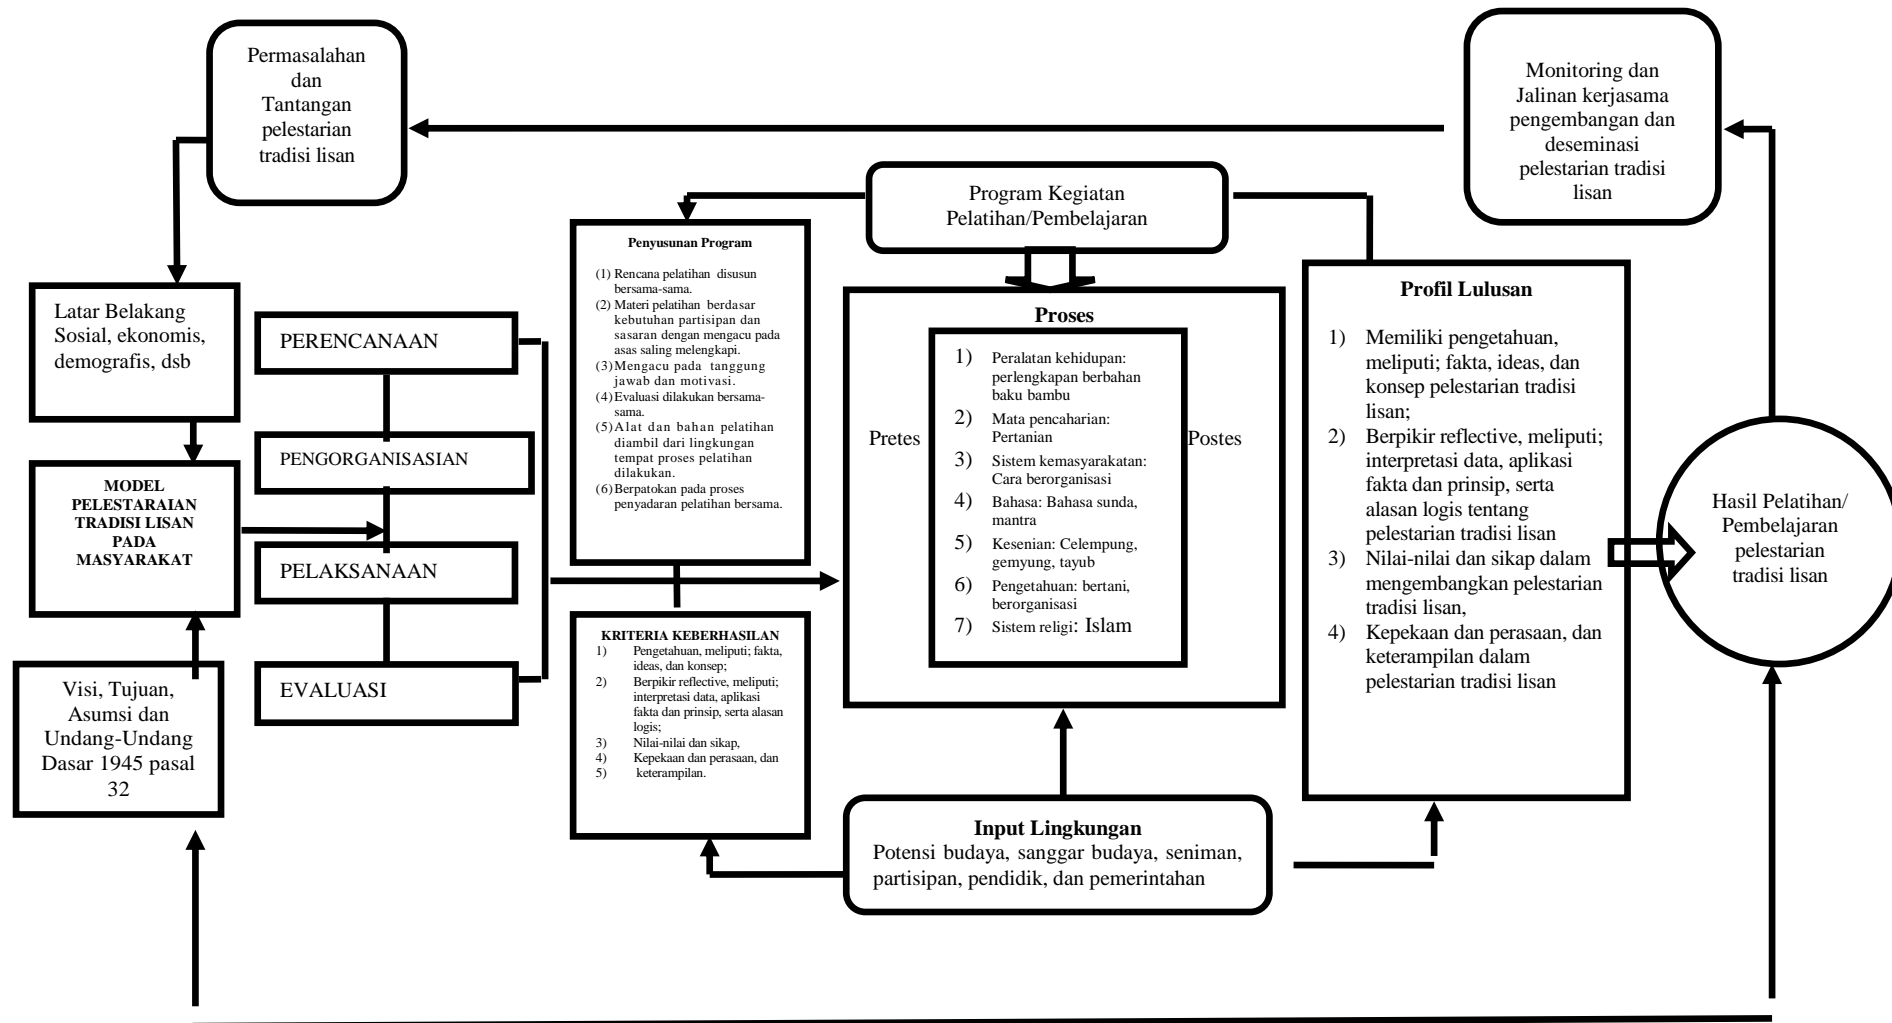 Permasalahan
dan
Tantangan
pelestarian
tradisi lisan
Monitoring dan
Jalinan kerjasama
pengembangan dan
deseminasi
pelestarian tradisi
lisan
Program Kegiatan
Pelatihan/Pembelajaran
Latar Belakang
Sosial, ekonomis,
demografis, dsb
MODEL
PELESTARAIAN
TRADISI LISAN
PADA
MASYARAKAT
Visi, Tujuan,
Asumsi dan
Undang-Undang
Dasar 1945 pasal
32
PERENCANAAN
PENGORGANISASIAN
PELAKSANAAN
EVALUASI
Penyusunan Program
(1) Rencana pelatihan disusun
bersama-sama.
(2) Materi pelatihan berdasar
kebutuhan partisipan dan
sasaran dengan mengacu pada
asas saling melengkapi.
(3) Mengacu pada tanggung
jawab dan motivasi.
(4) Evaluasi dilakukan bersama-
sama.
(5) Alat dan bahan pelatihan
diambil dari lingkungan
tempat proses pelatihan
dilakukan.
(6) Berpatokan pada proses
penyadaran pelatihan bersama.
KRITERIA KEBERHASILAN
1) Pengetahuan, meliputi; fakta,
ideas, dan konsep;
2) Berpikir reflective, meliputi;
interpretasi data, aplikasi
fakta dan prinsip, serta alasan
logis;
3) Nilai-nilai dan sikap,
4) Kepekaan dan perasaan, dan
5) keterampilan.
Proses
Pretes
1) Peralatan kehidupan:
perlengkapan berbahan
baku bambu
2) Mata pencaharian:
Pertanian
3) Sistem kemasyarakatan:
Cara berorganisasi
4) Bahasa: Bahasa sunda,
mantra
5) Kesenian: Celempung,
gemyung, tayub
6) Pengetahuan: bertani,
berorganisasi
7) Sistem religi: Islam
Postes
Input Lingkungan
Potensi budaya, sanggar budaya, seniman,
partisipan, pendidik, dan pemerintahan
Profil Lulusan
1) Memiliki pengetahuan,
meliputi; fakta, ideas, dan
konsep pelestarian tradisi
lisan;
2) Berpikir reflective, meliputi;
interpretasi data, aplikasi
fakta dan prinsip, serta
alasan logis tentang
pelestarian tradisi lisan
3) Nilai-nilai dan sikap dalam
mengembangkan pelestarian
tradisi lisan,
4) Kepekaan dan perasaan, dan
keterampilan dalam
pelestarian tradisi lisan
Hasil Pelatihan/
Pembelajaran
pelestarian
tradisi lisan